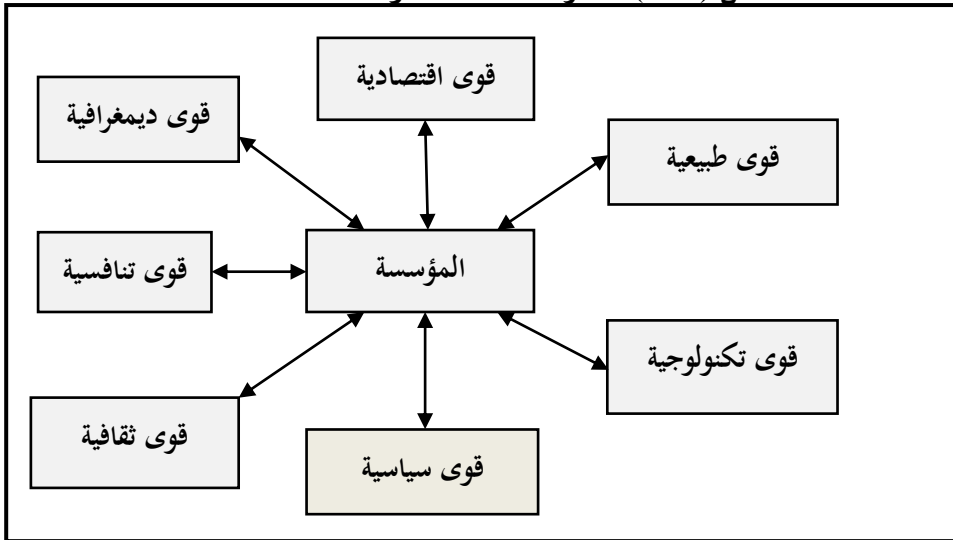 قوى اقتصادية
قوى ديمغرافية
قوى طبيعية
المؤسسة
قوى تنافسية
قوى تكنولوجية
قوى ثقافية
قوى سياسية